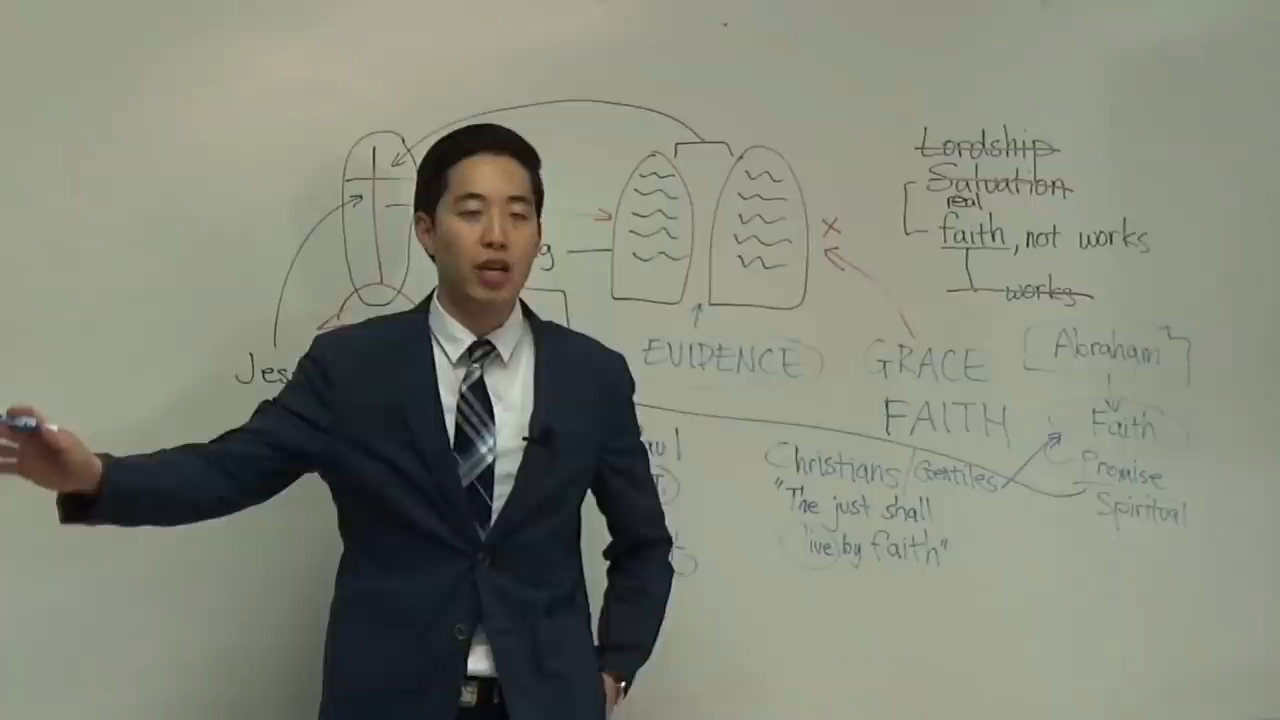 Lordship
Salvation
real
faith, not works
works
EVIDENCE
GRACE
FAITH
Abraham
Faith
Promise
Spiritual
Christians/Gentiles
"The just shall
live by faith"